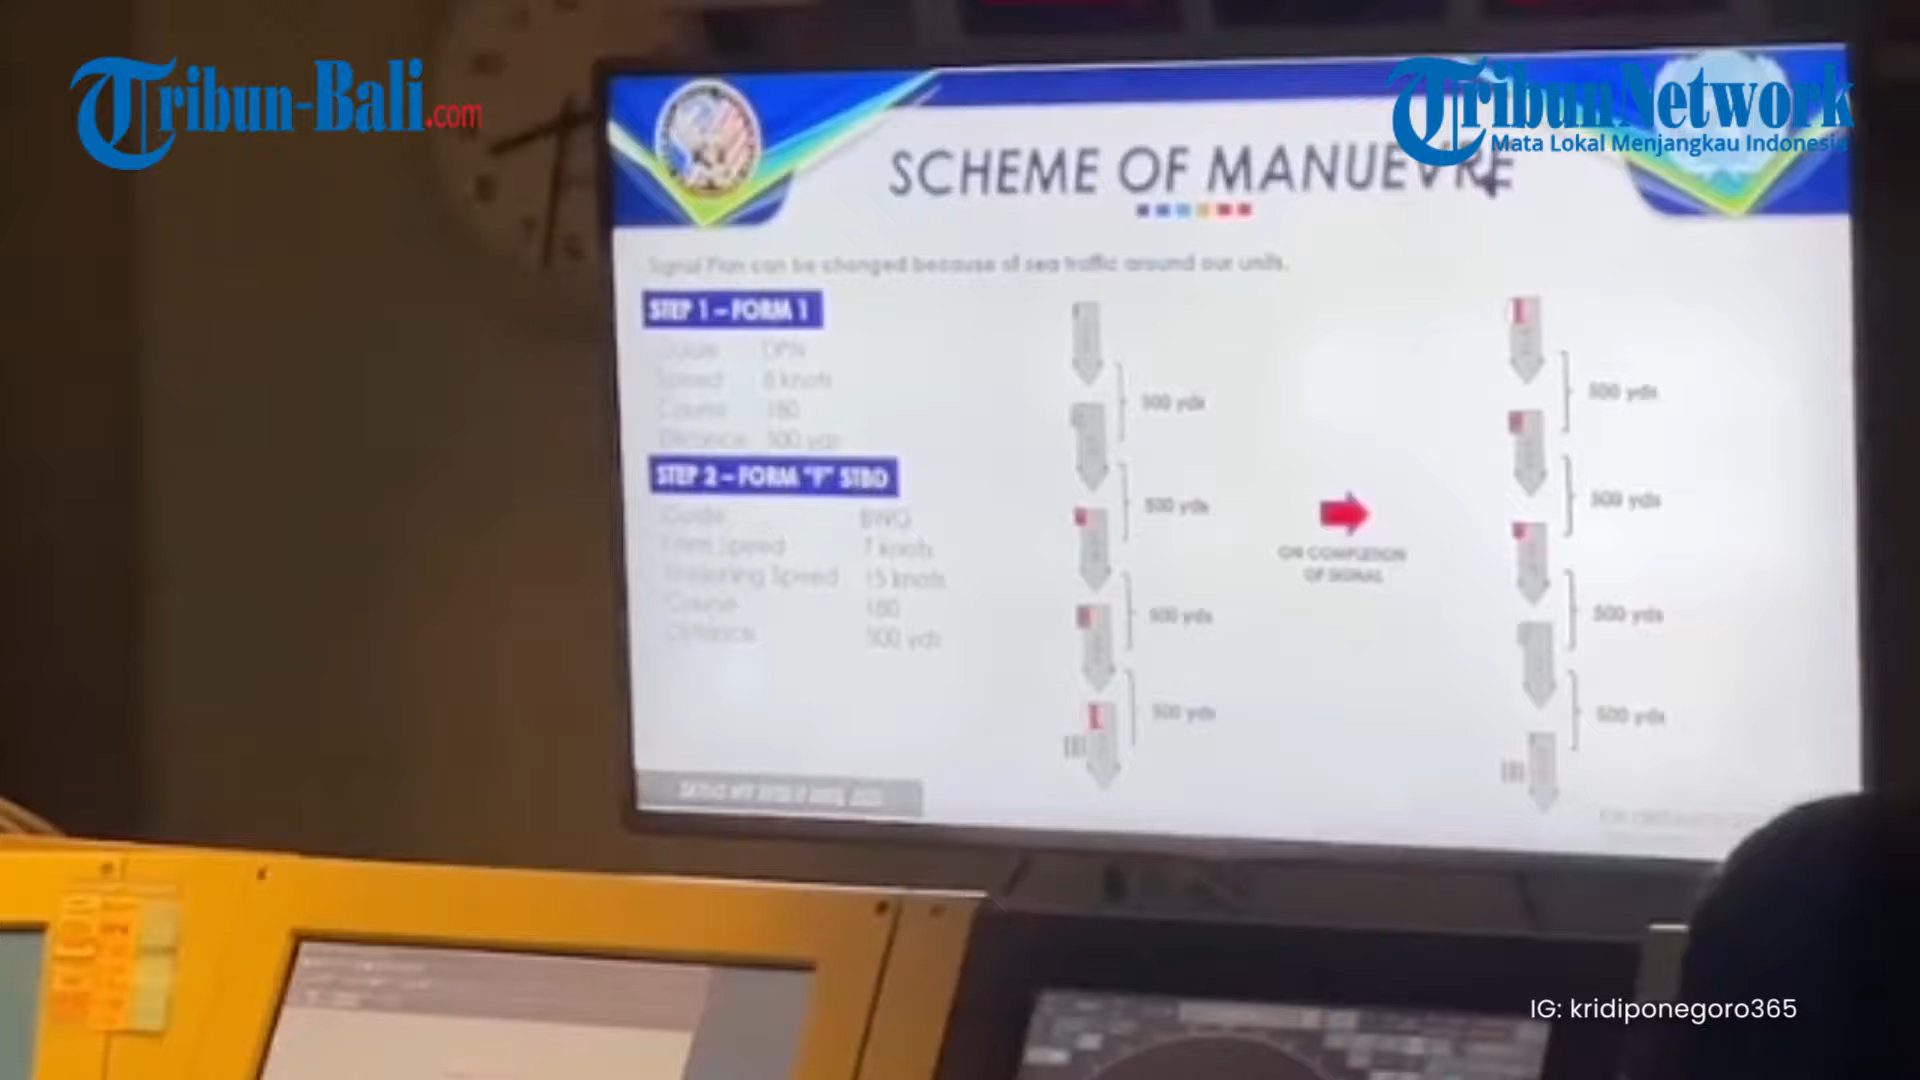 Tribun-Bali.com
TribunNetwork
Mata Lokal Menjangkau Indonesia
SCHEME OF MANUEVRE
Signal Plan can be changed because of sea traffic around our units.
STEP 1 – FORM 1
Guide DPN
Speed 8 knots
Course 180
Distance 500 yds
STEP 2 – FORM "F" STBD
Guide BWG
Form Speed 7 knots
Speed 15 knots
Course 180
Distance 500 yds
500 yds
500 yds
500 yds
500 yds
ON COMPLETION
OF SIGNAL
500 yds
500 yds
500 yds
500 yds
IG: kridiponegoro365